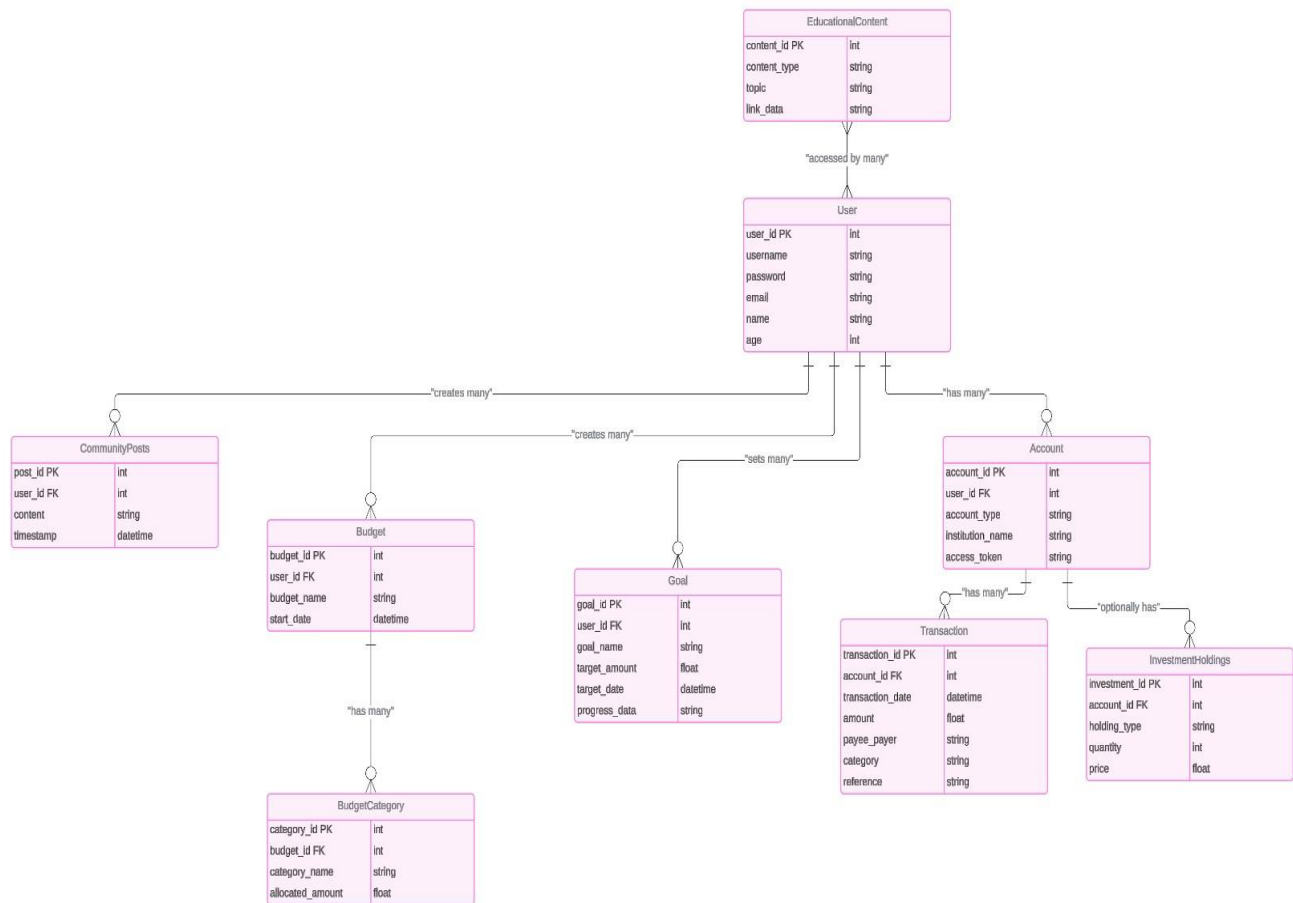 EducationalContent
content_id PK int
content_type string
topic string
link_data string
"accessed by many"
User
user_id PK int
username string
password string
email string
name string
age int
"creates many"
"has many"
"creates many"
"sets many"
CommunityPosts
post_id PK int
user_id FK int
content string
timestamp datetime
Account
account_id PK int
user_id FK int
account_type string
institution_name string
access_token string
Budget
budget_id PK int
user_id FK int
budget_name string
start_date datetime
Goal
goal_id PK int
user_id FK int
goal_name string
target_amount float
target_date datetime
progress_data string
"has many"
"optionally has"
Transaction
transaction_id PK int
account_id FK int
transaction_date datetime
amount float
payee_payer string
category string
reference string
InvestmentHoldings
investment_id PK int
account_id FK int
holding_type string
quantity int
price float
"has many"
BudgetCategory
category_id PK int
budget_id FK int
category_name string
allocated_amount float